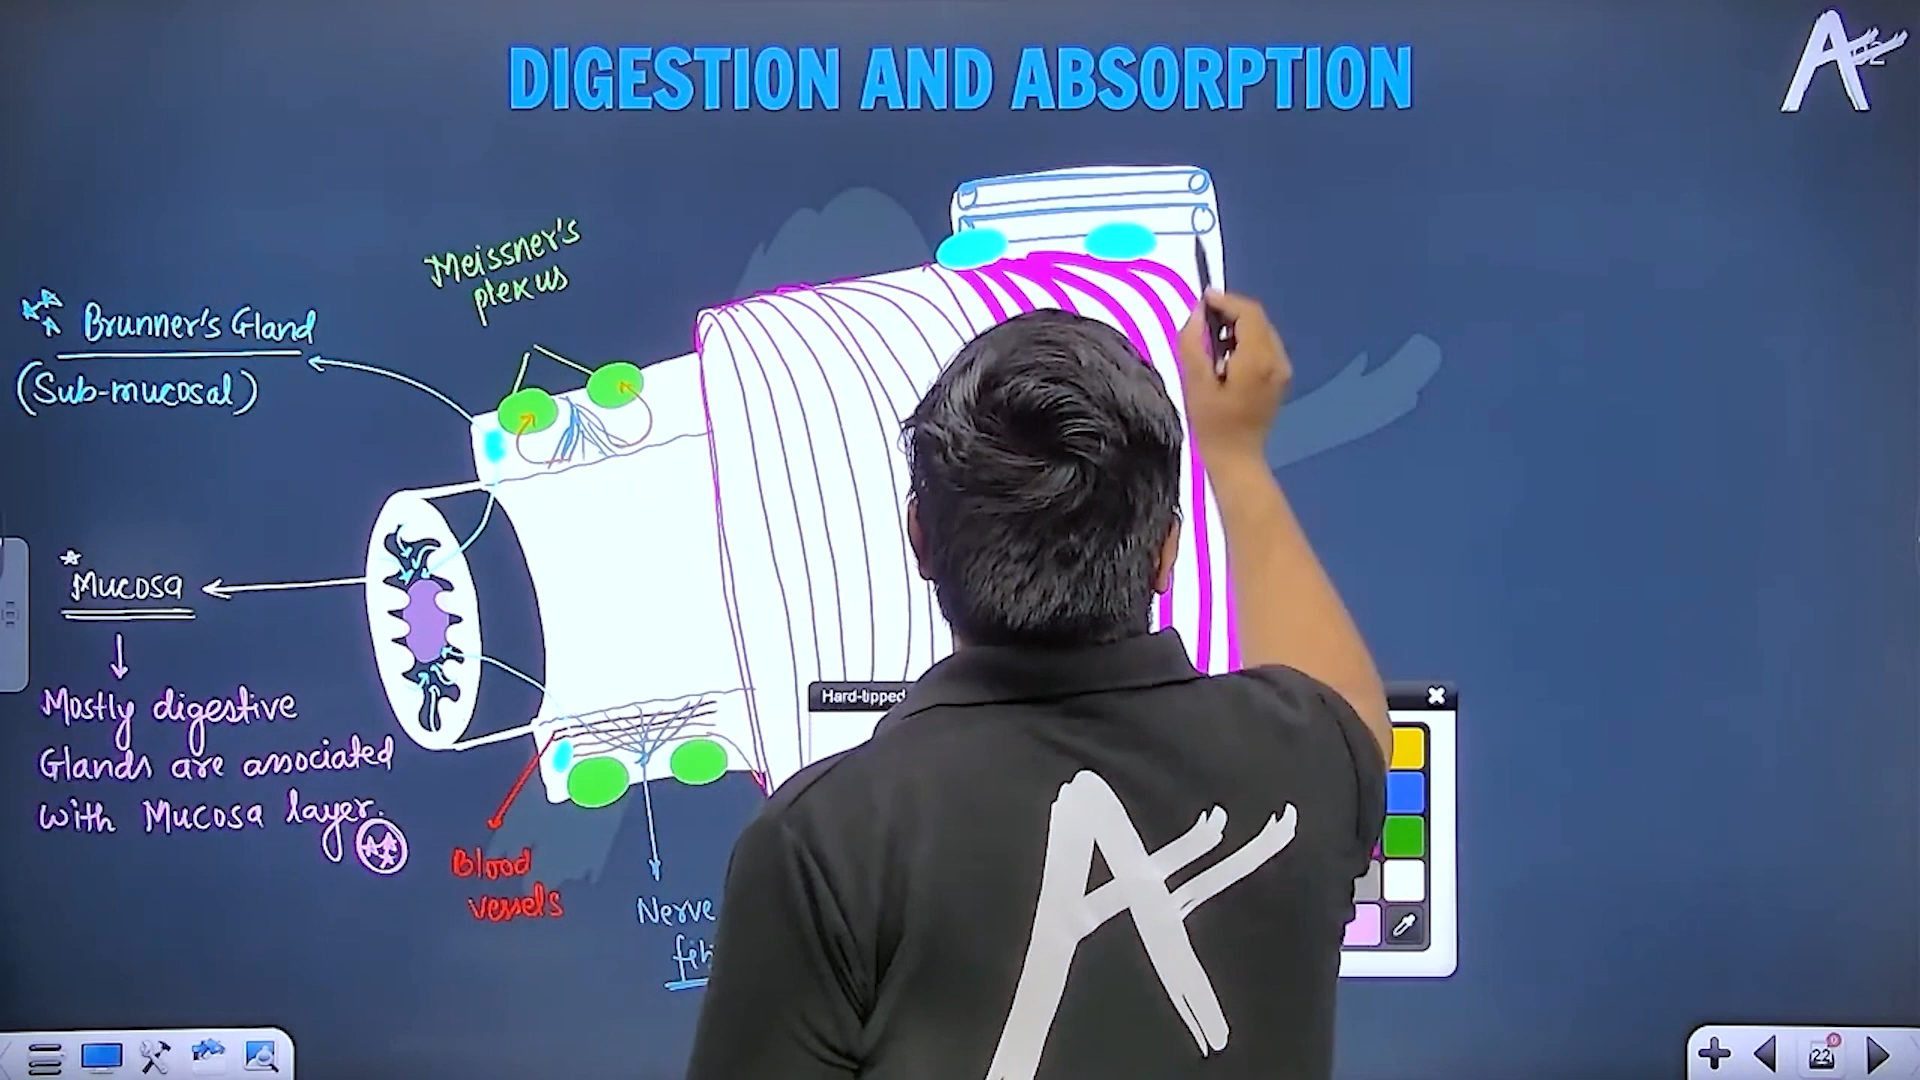 DIGESTION AND ABSORPTION
Meissner's
plexus
Brunner's Gland
(Sub-mucosal)
Mucosa
Mostly digestive
Glands are associated
with Mucosa layer.
Blood
vessels
Nerve
Hard-tipped
22